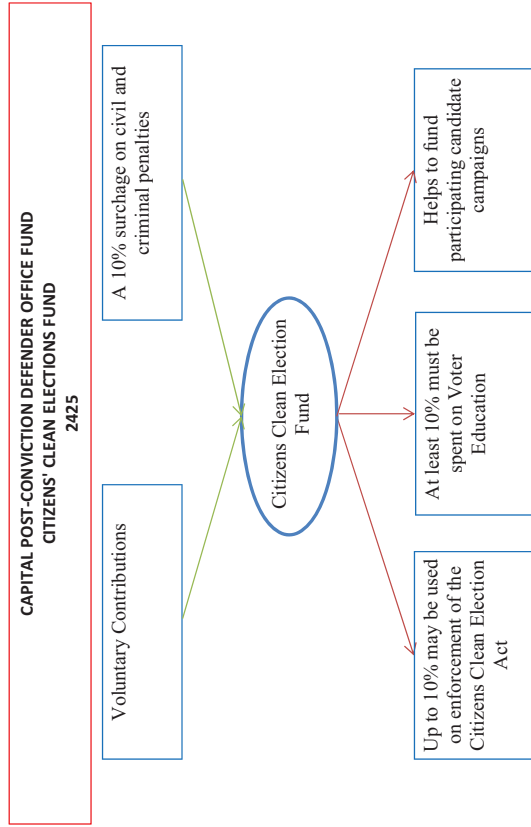 CAPITAL POST-CONVICTION DEFENDER OFFICE FUND
CITIZENS' CLEAN ELECTIONS FUND
2425
Voluntary Contributions
A 10% surchage on civil and
criminal penalties
Citizens Clean Election
Fund
Up to 10% may be used
on enforcement of the
Citizens Clean Election
Act
At least 10% must be
spent on Voter
Education
Helps to fund
participating candidate
campaigns